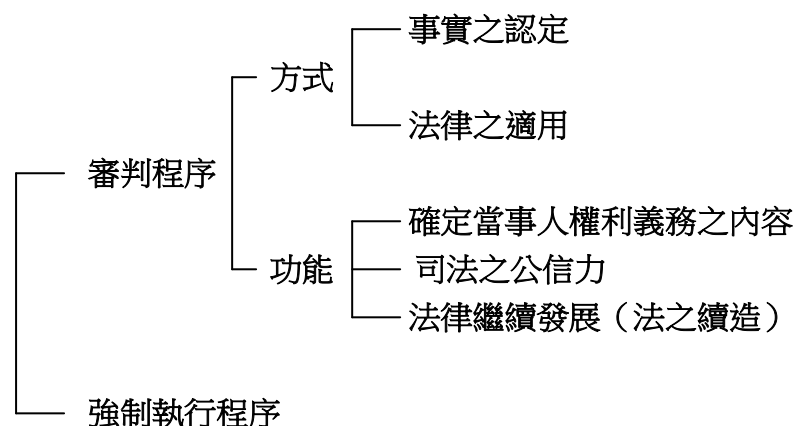 事實之認定
方式
法律之適用
審判程序
確定當事人權利義務之內容
功能
司法之公信力
法律繼續發展（法之續造）
強制執行程序